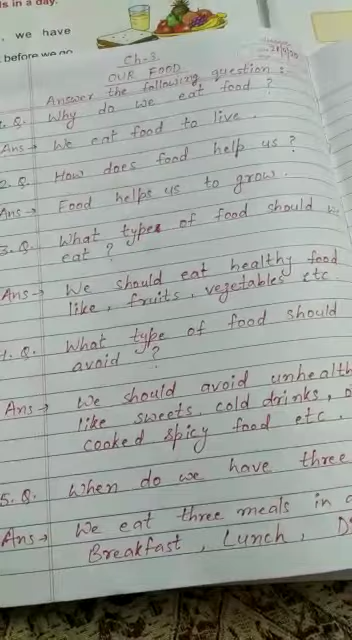 s in a day.
, we have
before we go
Ch-3
OUR FOOD
Answer the following question :
Q. Why do we eat food ?
Ans → We eat food to live.
2. Q. How does food help us ?
Ans → Food helps us to grow.
3. Q. What types of food should we
eat ?
Ans → We should eat healthy food
like, fruits, vegetables etc
4. Q. What type of food should
avoid ?
Ans → We should avoid unhealth
like sweets, cold drinks,
cooked spicy food etc.
5. Q. When do we have three
Ans → We eat three meals in a
Breakfast, Lunch, D